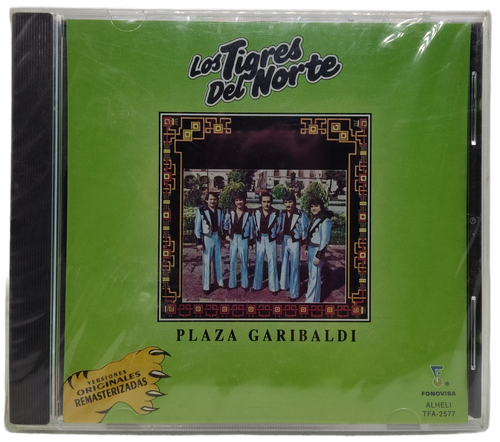 Los Tigres
Del Norte
PLAZA GARIBALDI
VERSIONES
ORIGINALES
REMASTERIZADAS
®
FONOVISA
ALHELI
TFA-2577